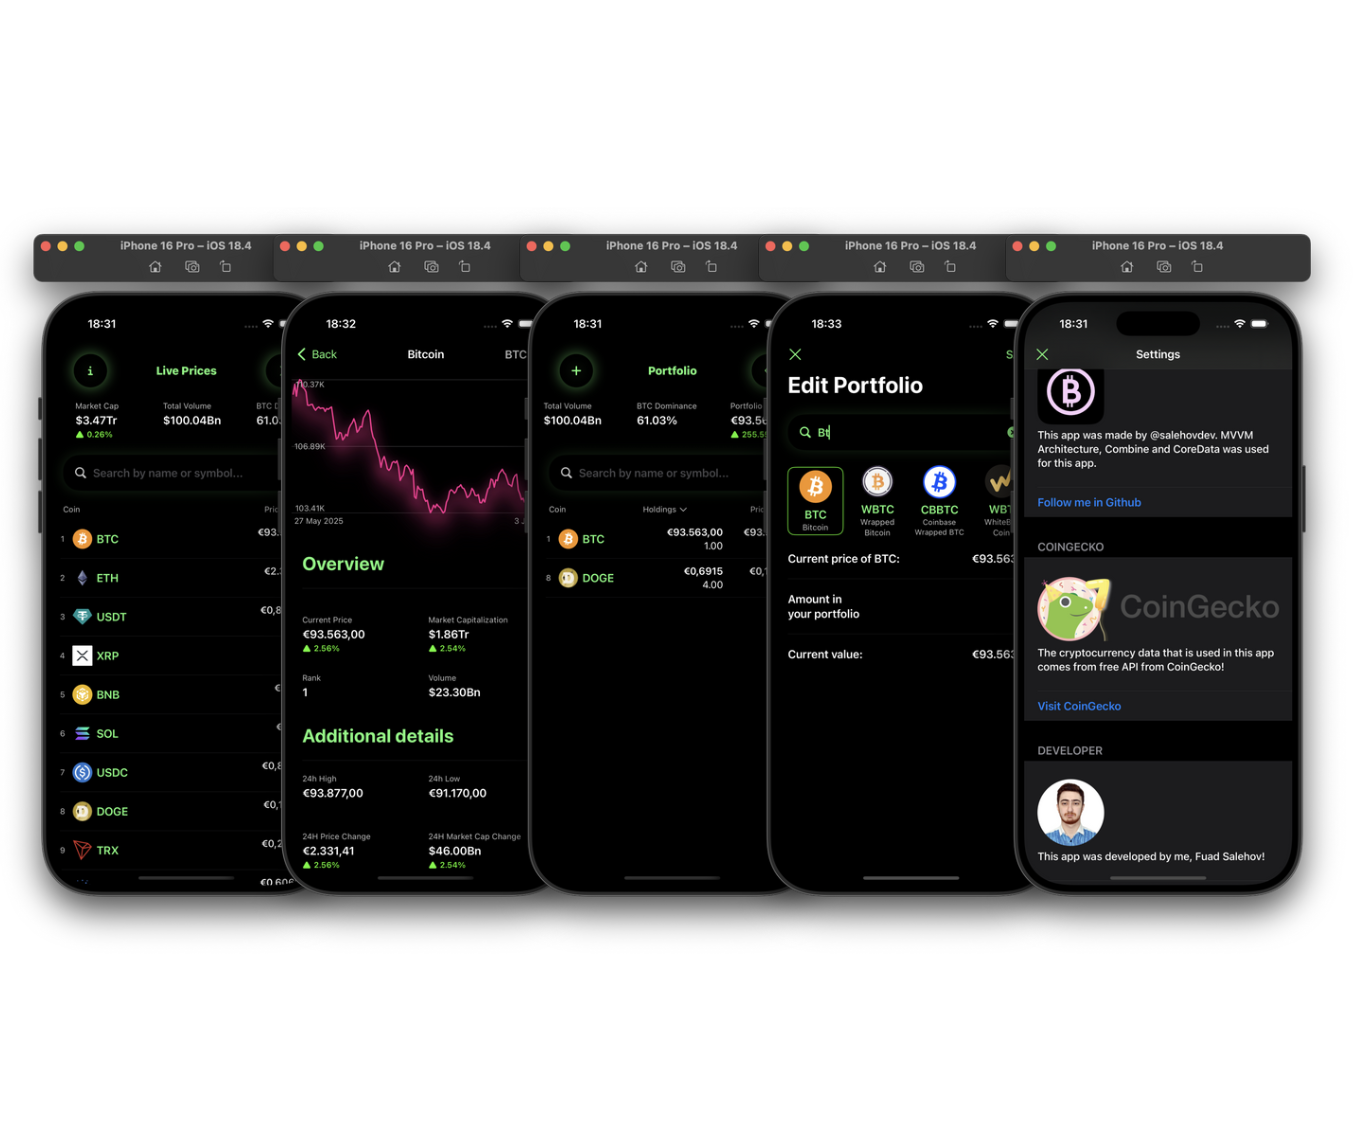 iPhone 16 Pro – iOS 18.4
18:31
i
Live Prices
Market Cap
Total Volume
BTC D
$3.47Tr
$100.04Bn
61.0
0.26%
Search by name or symbol...
Coin
Pric
1 BTC €93.
2 ETH €2.
3 USDT €0,8
4 XRP
5 BNB €
6 SOL €
7 USDC €0,8
8 DOGE €0,1
9 TRX €0,2
€0,606
iPhone 16 Pro – iOS 18.4
18:32
Back
Bitcoin
BTC
110.37K
106.89K
103.41K
27 May 2025
3 J
Overview
Current Price
Market Capitalization
€93.563,00
$1.86Tr
2.56%
2.54%
Rank
Volume
1
$23.30Bn
Additional details
24h High
24h Low
€93.877,00
€91.170,00
24H Price Change
24H Market Cap Change
€2.331,41
$46.00Bn
2.56%
2.54%
iPhone 16 Pro – iOS 18.4
18:31
+
Portfolio
Total Volume
BTC Dominance
Portfolio
$100.04Bn
61.03%
€93.5
255.5
Search by name or symbol...
Coin
Holdings
Pric
1 BTC €93.563,00 €93.
1.00
8 DOGE €0,6915 €0,1
4.00
iPhone 16 Pro – iOS 18.4
18:33
S
Edit Portfolio
Bt
BTC
Bitcoin
WBTC
Wrapped
Bitcoin
CBBTC
Coinbase
Wrapped BTC
WBT
WhiteB
Coin
Current price of BTC: €93.563
Amount in
your portfolio
Current value: €93.563
iPhone 16 Pro – iOS 18.4
18:31
Settings
This app was made by @salehovdev. MVVM
Architecture, Combine and CoreData was used
for this app.
Follow me in Github
COINGECKO
CoinGecko
The cryptocurrency data that is used in this app
comes from free API from CoinGecko!
Visit CoinGecko
DEVELOPER
This app was developed by me, Fuad Salehov!